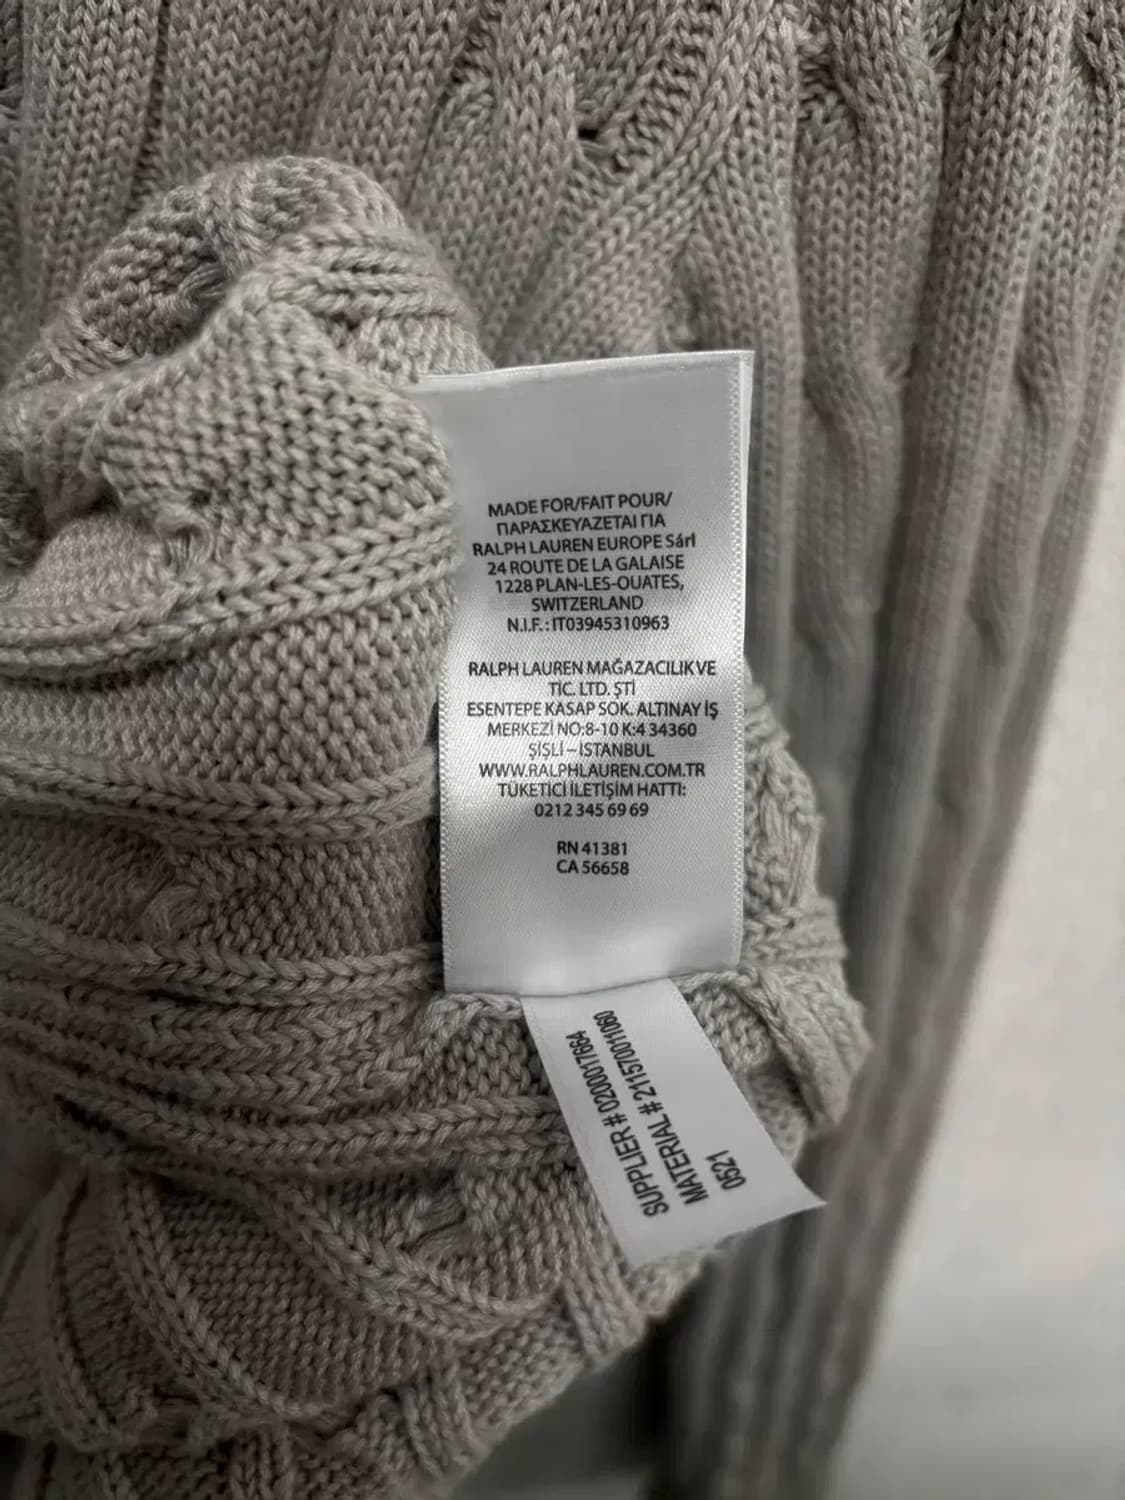 MADE FOR/FAIT POUR/
ΠΑΡΑΣΚΕΥΑΖΕΤΑΙ ΓΙΑ
RALPH LAUREN EUROPE Sárl
24 ROUTE DE LA GALAISE
1228 PLAN-LES-OUATES,
SWITZERLAND
N.I.F.: IT03945310963
RALPH LAUREN MAĞAZACILIK VE
TİC. LTD. ŞTİ
ESENTEPE KASAP SOK. ALTINAY İŞ
MERKEZİ NO:8-10 K:4 34360
ŞİŞLİ – İSTANBUL
WWW.RALPHLAUREN.COM.TR
TÜKETİCİ İLETİŞİM HATTI:
0212 345 69 69
RN 41381
CA 56658
SUPPLIER # 0200017664
MATERIAL # 211570011060
0521